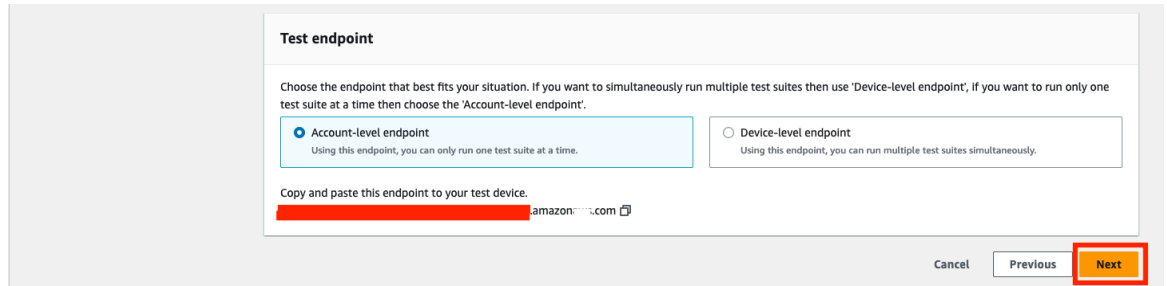 Test endpoint
Choose the endpoint that best fits your situation. If you want to simultaneously run multiple test suites then use 'Device-level endpoint', if you want to run only one
test suite at a time then choose the 'Account-level endpoint'.
Account-level endpoint
Using this endpoint, you can only run one test suite at a time.
Device-level endpoint
Using this endpoint, you can run multiple test suites simultaneously.
Copy and paste this endpoint to your test device.
.com
Cancel Previous Next